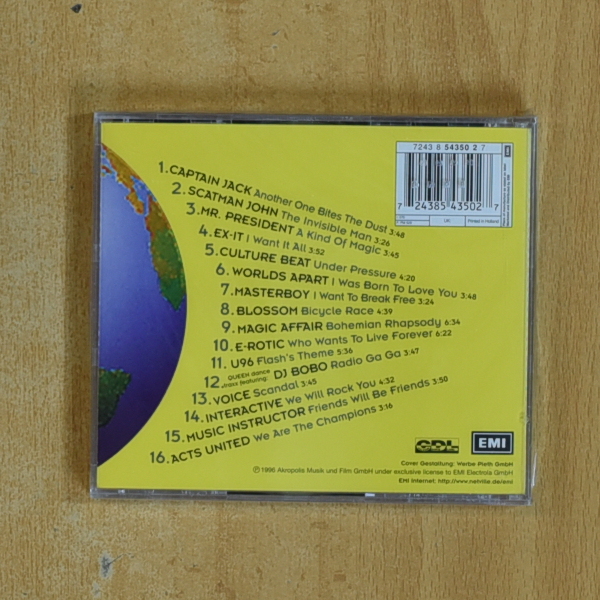 7243 8 54350 2 7
7 24385 43502 7
Printed in Holland
1. CAPTAIN JACK Another One Bites The Dust 3:48
2. SCATMAN JOHN The Invisible Man 3:26
3. MR. PRESIDENT A Kind Of Magic 3:45
4. EX-IT I Want It All 3:52
5. CULTURE BEAT Under Pressure 4:20
6. WORLDS APART I Was Born To Love You 3:48
7. MASTERBOY I Want To Break Free 3:24
8. BLOSSOM Bicycle Race 4:39
9. MAGIC AFFAIR Bohemian Rhapsody 6:34
10. E-ROTIC Who Wants To Live Forever 6:22
11. U96 Flash's Theme 5:36
12 QUEEN dance traxx featuring: DJ BOBO Radio Ga Ga 3:47
13. VOICE Scandal 3:45
14. INTERACTIVE We Will Rock You 4:32
15. MUSIC INSTRUCTOR Friends Will Be Friends 3:50
16. ACTS UNITED We Are The Champions 3:16
CDL EMI
Cover Gestaltung: Werbe Pleth GmbH
℗ 1996 Akropolis Musik und Film GmbH under exclusive license to EMI Electrola GmbH
EMI Internet: http://www.netville.de/emi